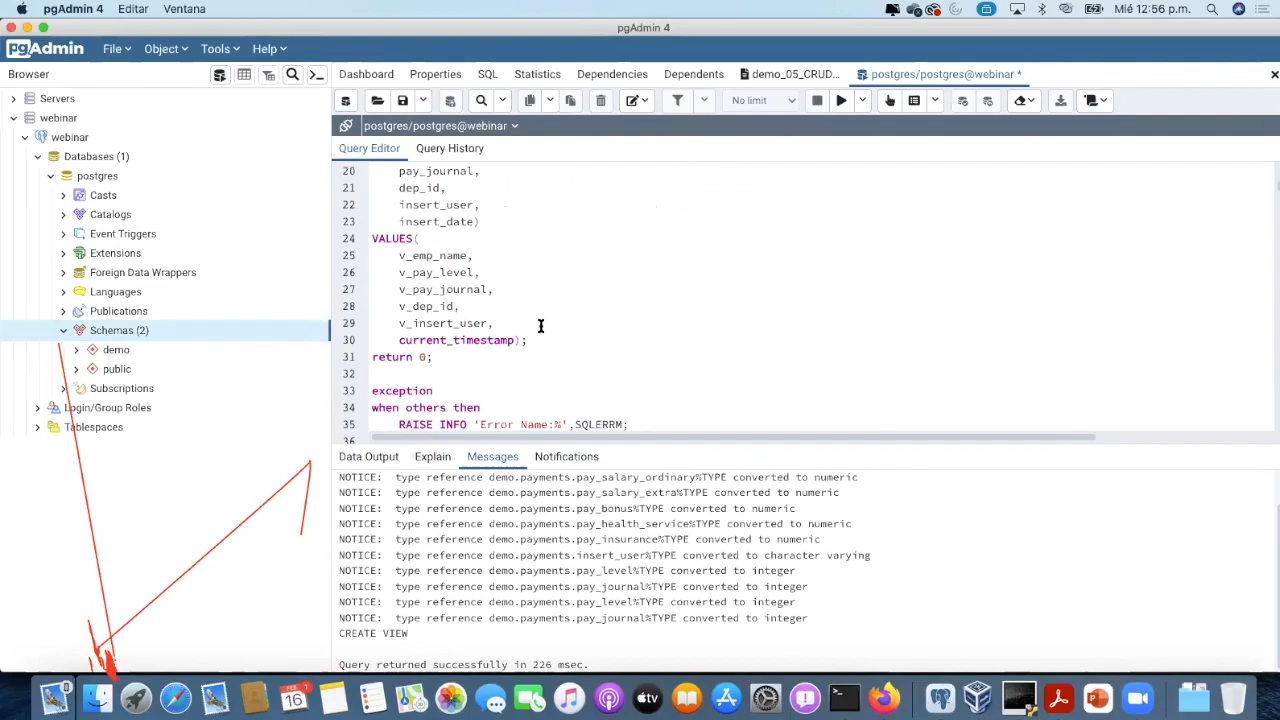 pgAdmin 4 Editar Ventana Mié 12:56 p.m.
pgAdmin 4
pgAdmin File Object Tools Help
Browser
Dashboard Properties SQL Statistics Dependencies Dependents demo_05_CRUD... postgres/postgres@webinar *
No limit
postgres/postgres@webinar
Query Editor Query History
Servers
webinar
webinar
Databases (1)
postgres
Casts
Catalogs
Event Triggers
Extensions
Foreign Data Wrappers
Languages
Publications
Schemas (2)
demo
public
Subscriptions
Login/Group Roles
Tablespaces
20 pay_journal,
21 dep_id,
22 insert_user,
23 insert_date)
24 VALUES(
25 v_emp_name,
26 v_pay_level,
27 v_pay_journal,
28 v_dep_id,
29 v_insert_user,
30 current_timestamp);
31 return 0;
32
33 exception
34 when others then
35 RAISE INFO 'Error Name:%',SQLERRM;
36
Data Output Explain Messages Notifications
NOTICE: type reference demo.payments.pay_salary_ordinary%TYPE converted to numeric
NOTICE: type reference demo.payments.pay_salary_extra%TYPE converted to numeric
NOTICE: type reference demo.payments.pay_bonus%TYPE converted to numeric
NOTICE: type reference demo.payments.pay_health_service%TYPE converted to numeric
NOTICE: type reference demo.payments.pay_insurance%TYPE converted to numeric
NOTICE: type reference demo.payments.insert_user%TYPE converted to character varying
NOTICE: type reference demo.payments.pay_level%TYPE converted to integer
NOTICE: type reference demo.payments.pay_journal%TYPE converted to integer
NOTICE: type reference demo.payments.pay_level%TYPE converted to integer
NOTICE: type reference demo.payments.pay_journal%TYPE converted to integer
CREATE VIEW
Query returned successfully in 226 msec.
FEB 16 1
tv